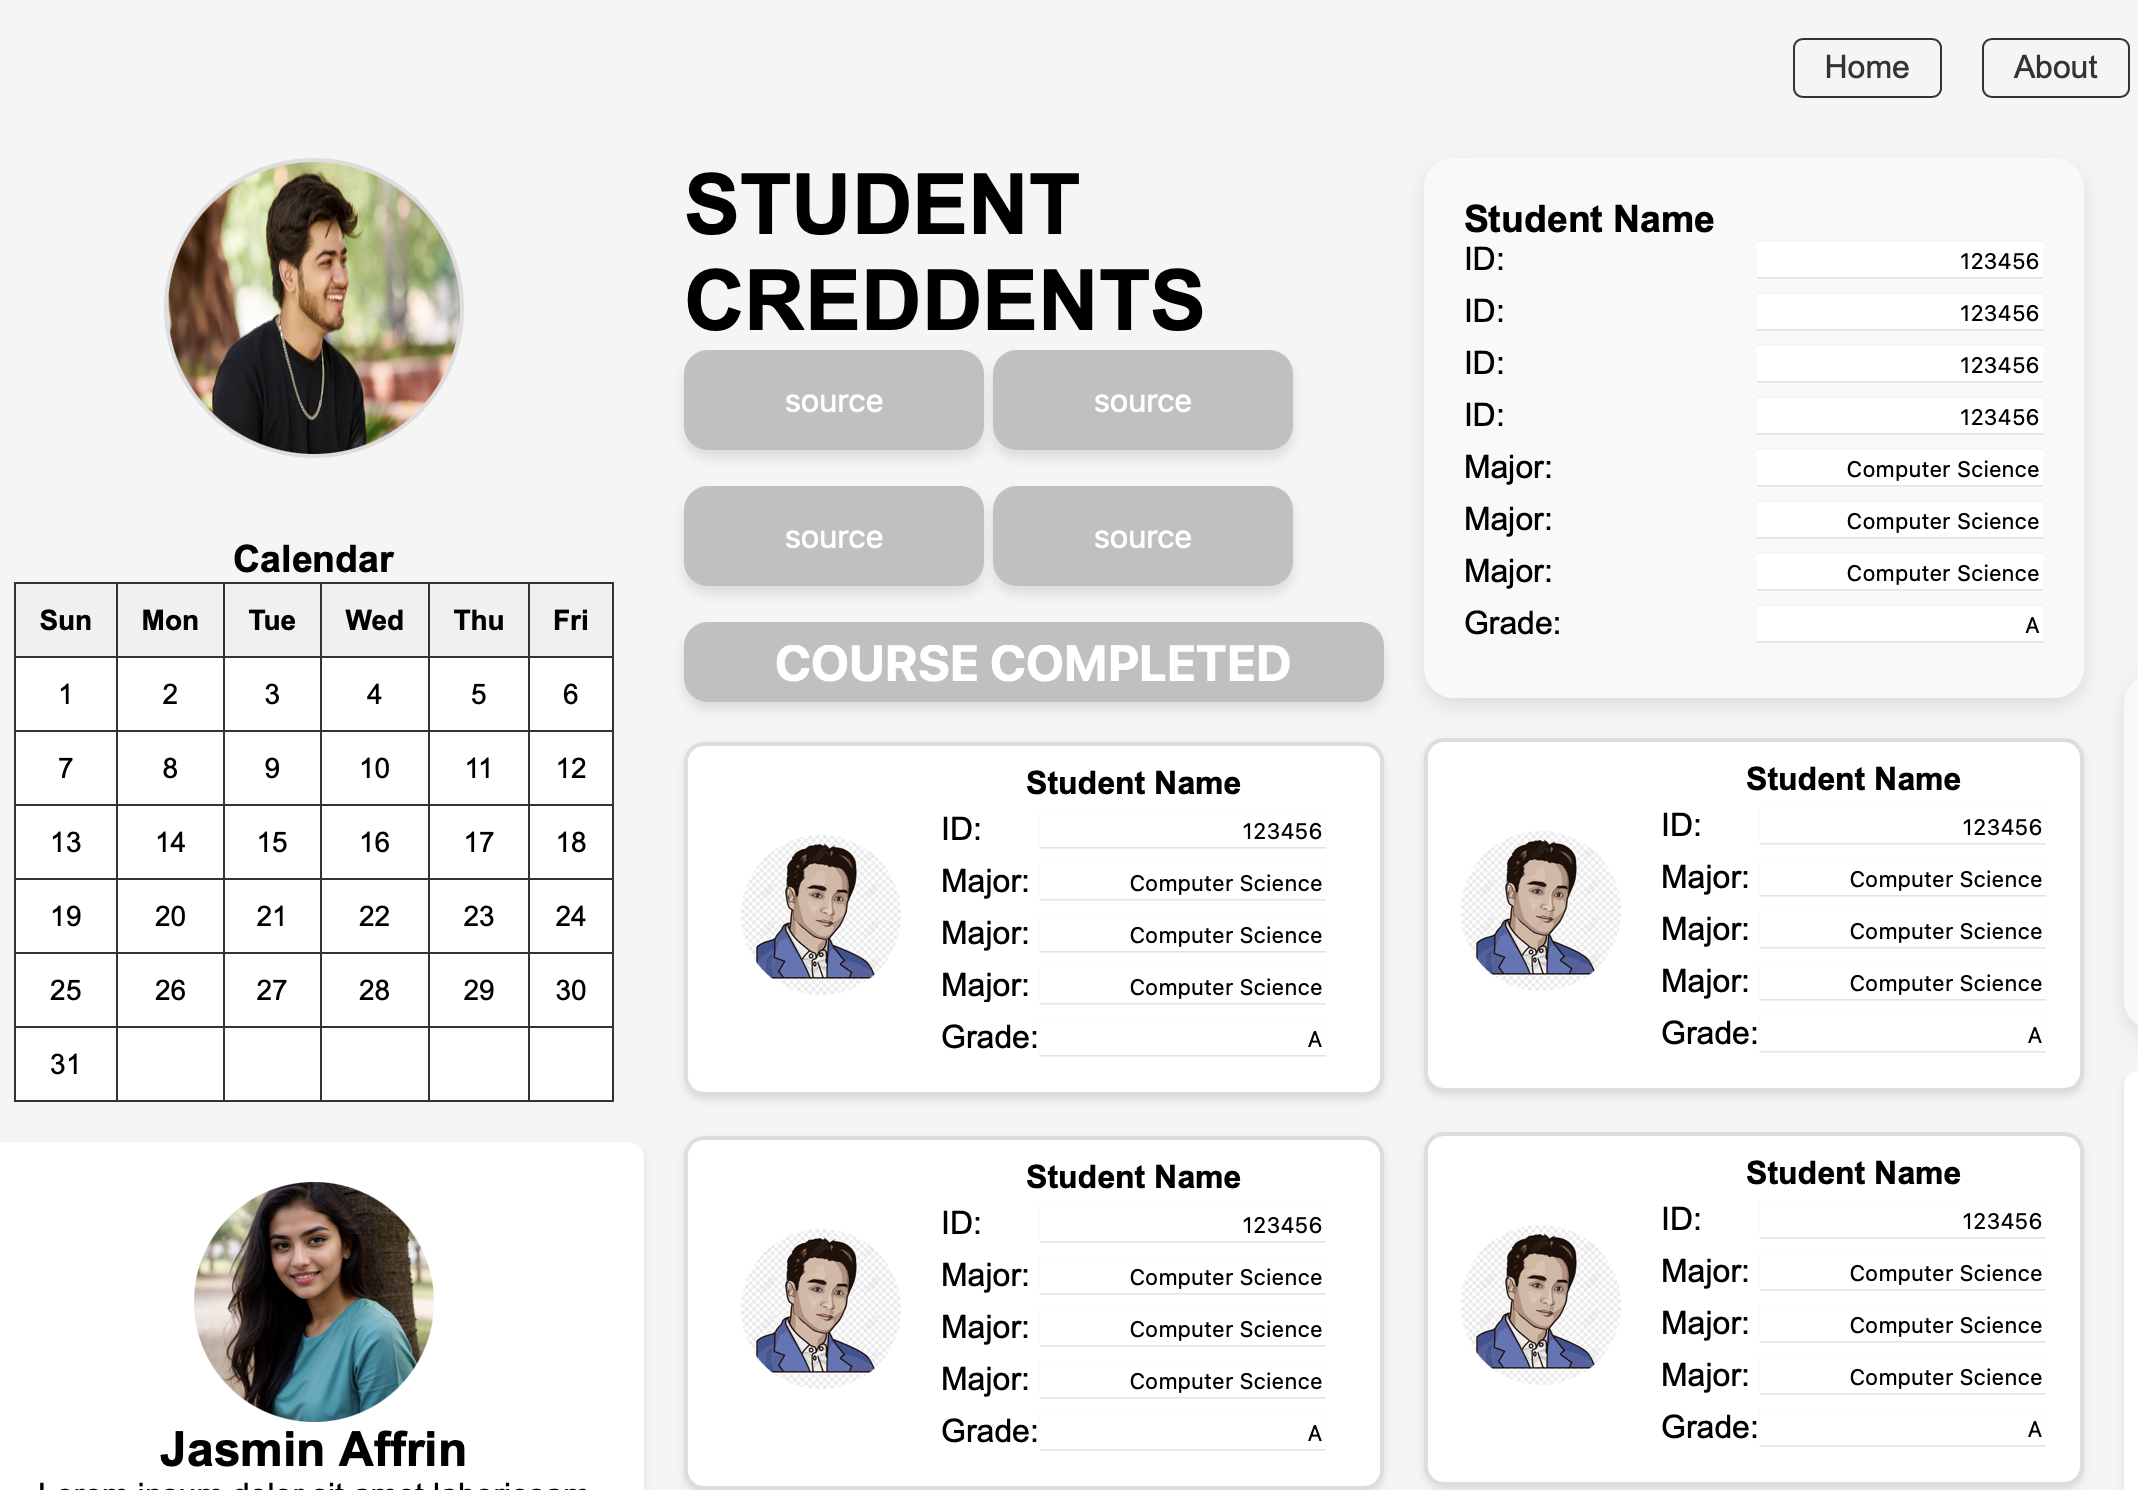 Home
About
STUDENT
CREDDENTS
source
source
source
source
COURSE COMPLETED
Student Name
ID: 123456
ID: 123456
ID: 123456
ID: 123456
Major: Computer Science
Major: Computer Science
Major: Computer Science
Grade: A
Calendar
Sun Mon Tue Wed Thu Fri
1 2 3 4 5 6
7 8 9 10 11 12
13 14 15 16 17 18
19 20 21 22 23 24
25 26 27 28 29 30
31
Student Name
ID: 123456
Major: Computer Science
Major: Computer Science
Major: Computer Science
Grade: A
Student Name
ID: 123456
Major: Computer Science
Major: Computer Science
Major: Computer Science
Grade: A
Jasmin Affrin
Lorem ipsum dolor sit amet laboriosam
Student Name
ID: 123456
Major: Computer Science
Major: Computer Science
Major: Computer Science
Grade: A
Student Name
ID: 123456
Major: Computer Science
Major: Computer Science
Major: Computer Science
Grade: A